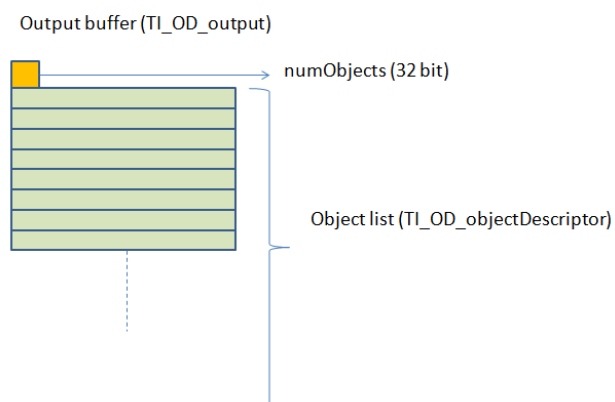 Output buffer (TI_OD_output)
numObjects (32 bit)
Object list (TI_OD_objectDescriptor)